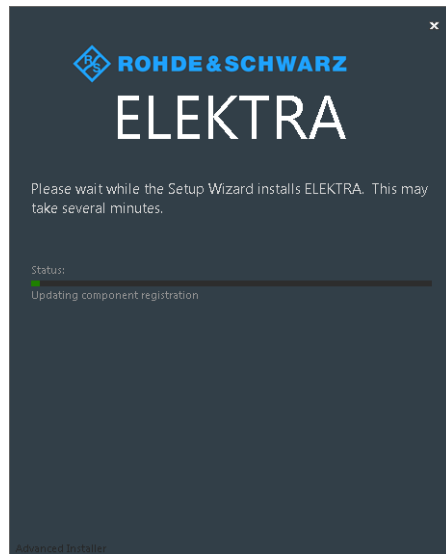 ×
R S ROHDE&SCHWARZ
ELEKTRA
Please wait while the Setup Wizard installs ELEKTRA.  This may
take several minutes.
Status:
Updating component registration
Advanced Installer